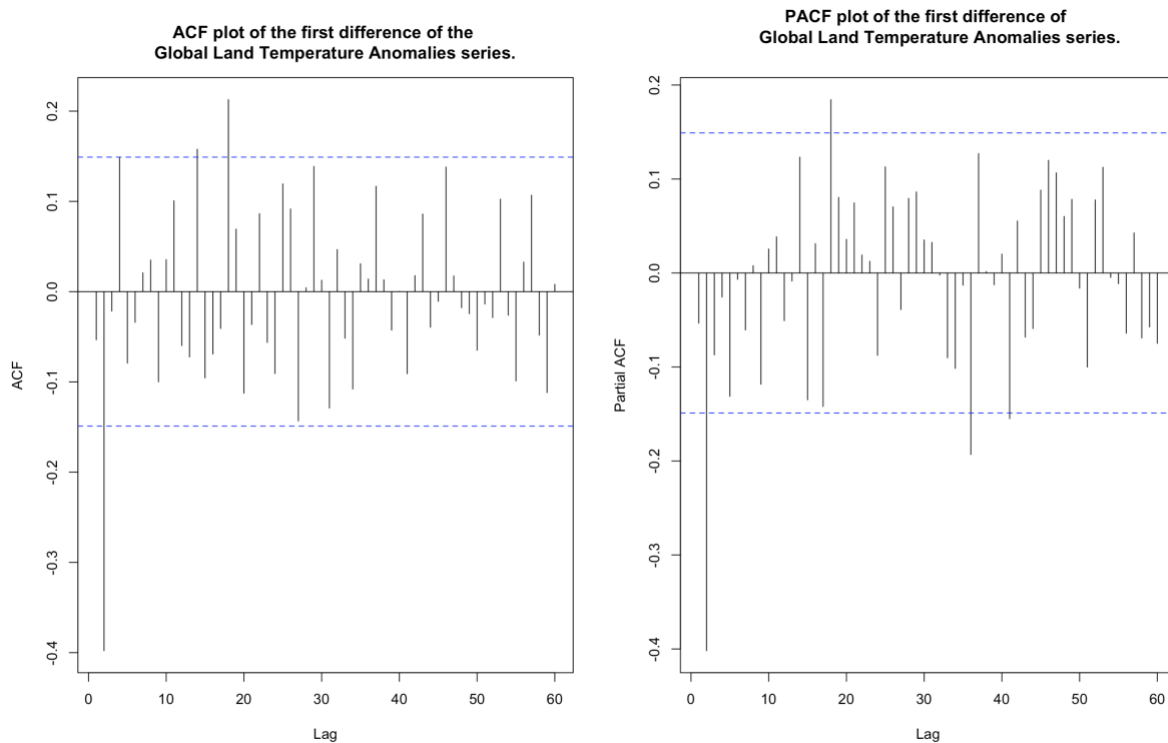 ACF plot of the first difference of the
Global Land Temperature Anomalies series.
ACF
0.2
0.1
0.0
-0.1
-0.2
-0.3
-0.4
0 10 20 30 40 50 60
Lag
PACF plot of the first difference of
Global Land Temperature Anomalies series.
Partial ACF
0.2
0.1
0.0
-0.1
-0.2
-0.3
-0.4
0 10 20 30 40 50 60
Lag